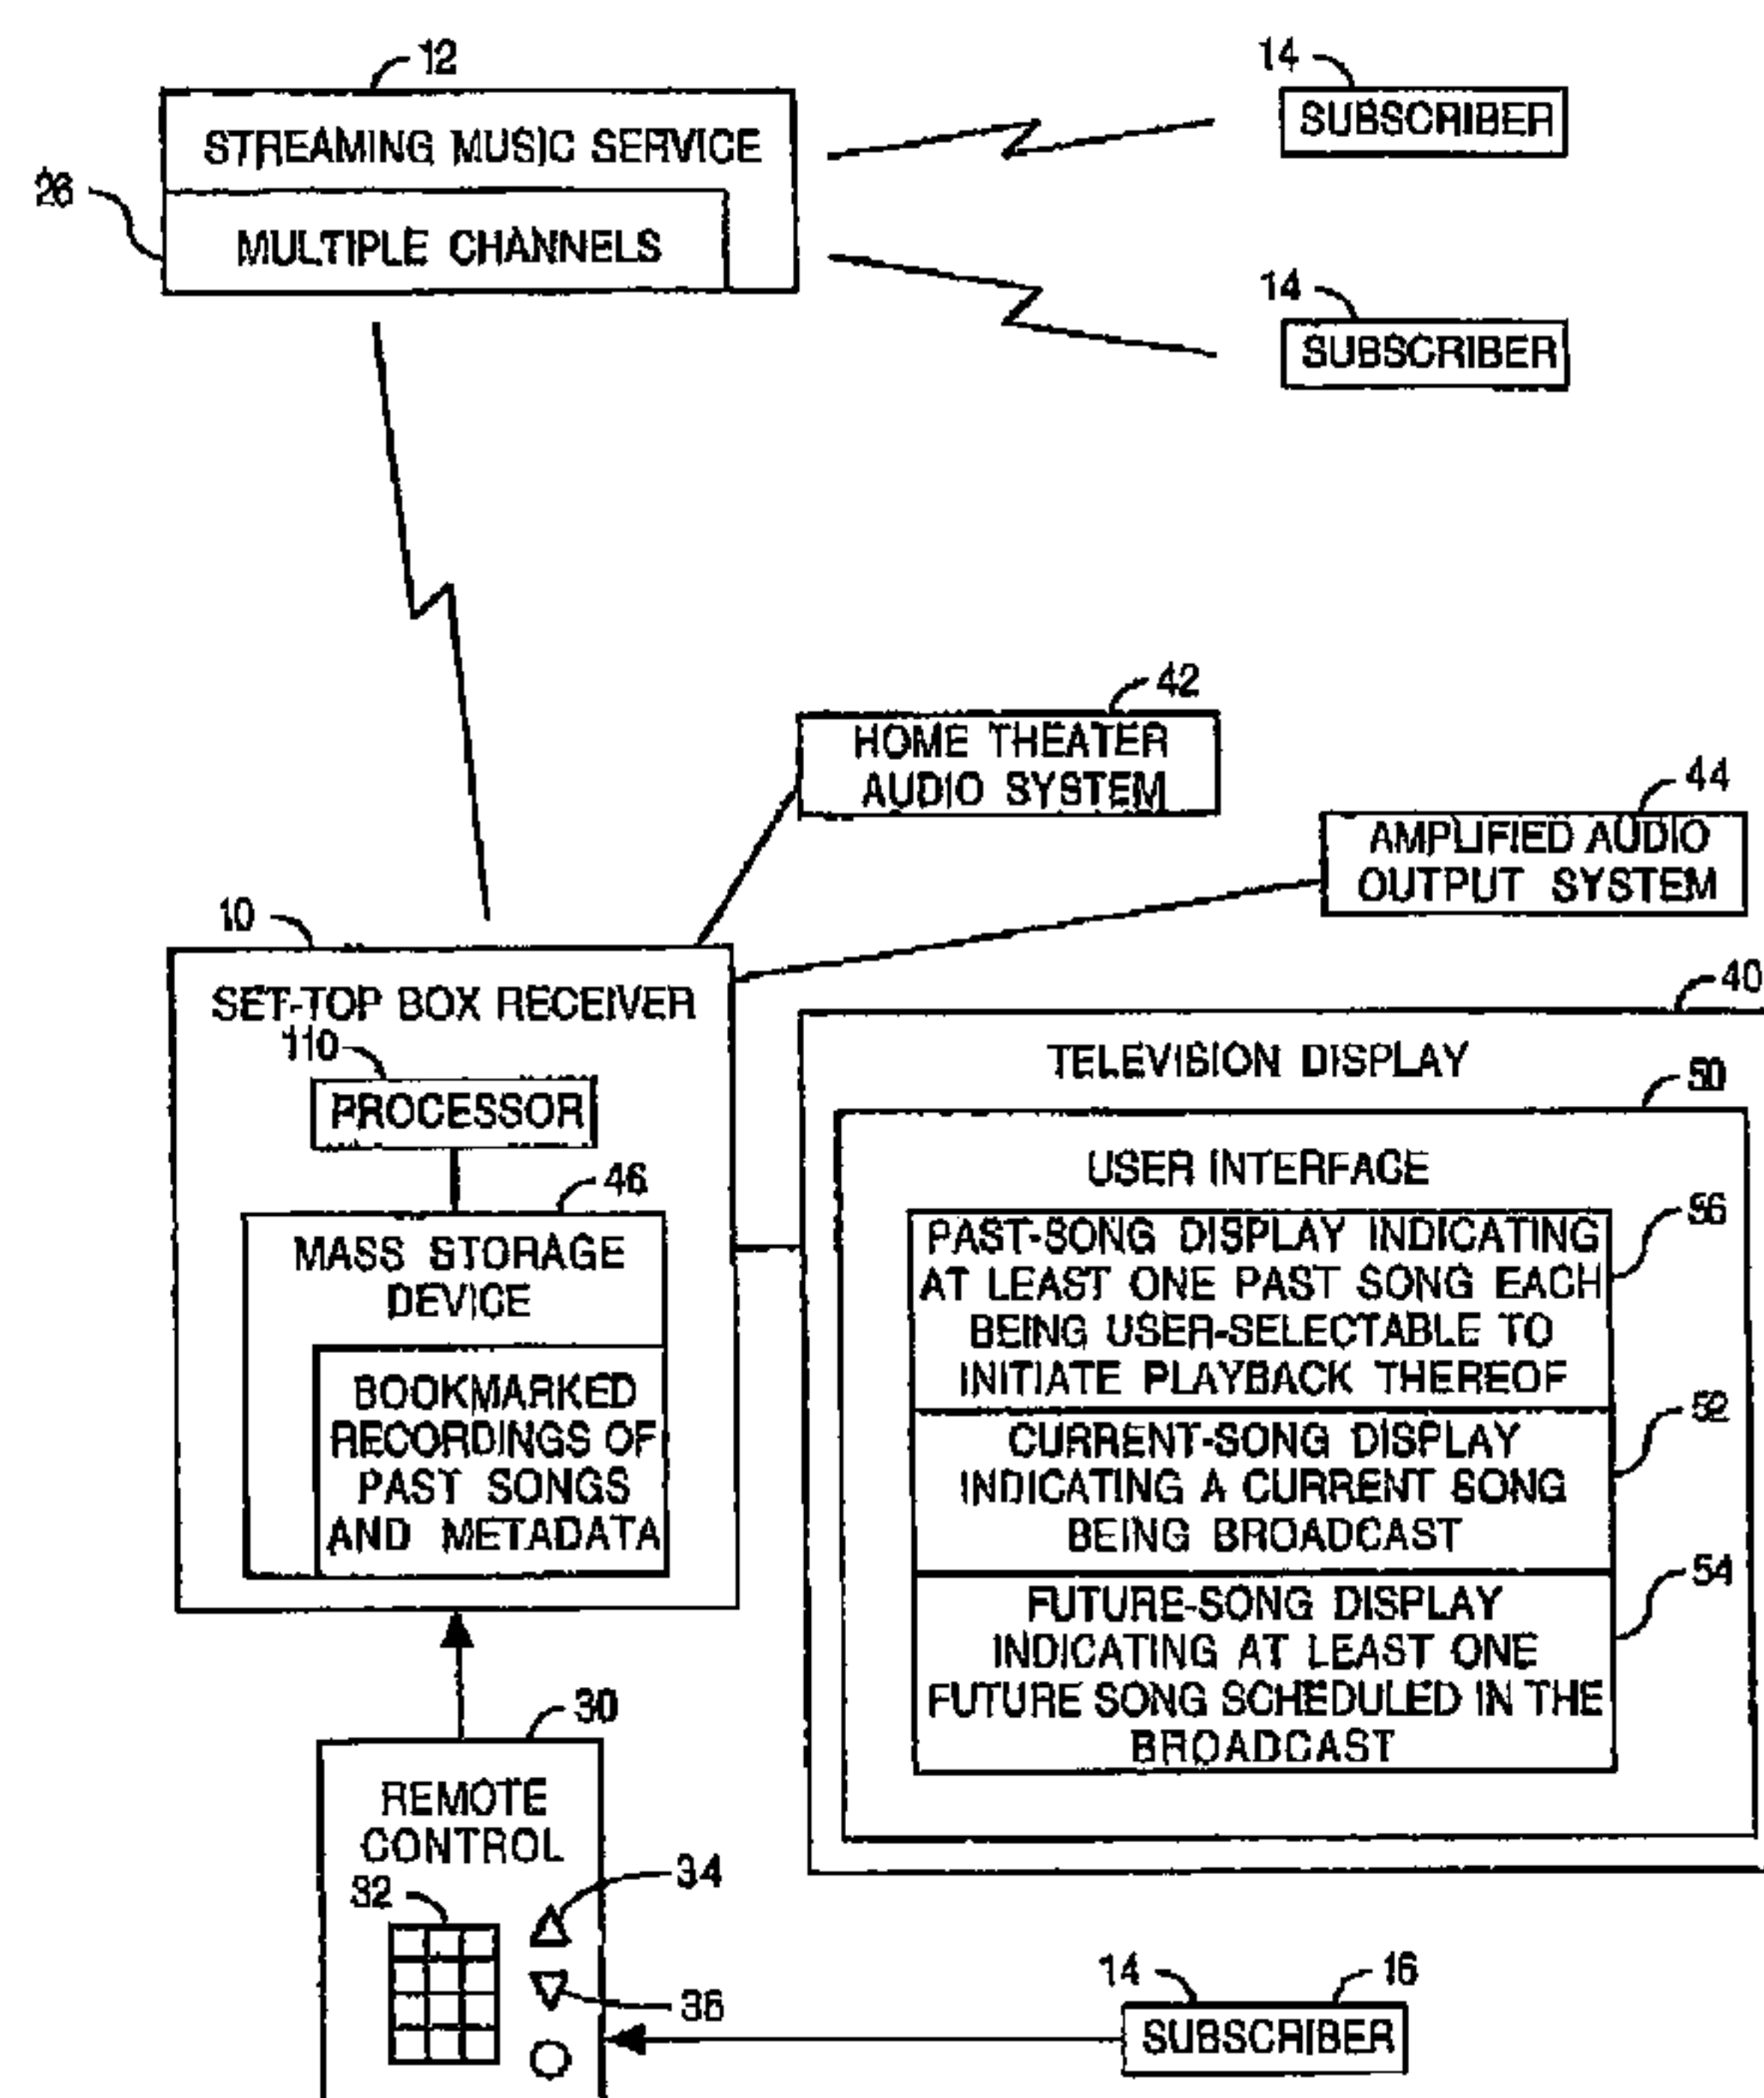 12
STREAMING MUSIC SERVICE
26
MULTIPLE CHANNELS
14
SUBSCRIBER
14
SUBSCRIBER
42
HOME THEATER
AUDIO SYSTEM
44
AMPLIFIED AUDIO
OUTPUT SYSTEM
10
SET-TOP BOX RECEIVER
110
PROCESSOR
46
MASS STORAGE
DEVICE
BOOKMARKED
RECORDINGS OF
PAST SONGS
AND METADATA
40
TELEVISION DISPLAY
50
USER INTERFACE
56
PAST-SONG DISPLAY INDICATING
AT LEAST ONE PAST SONG EACH
BEING USER-SELECTABLE TO
INITIATE PLAYBACK THEREOF
52
CURRENT-SONG DISPLAY
INDICATING A CURRENT SONG
BEING BROADCAST
54
FUTURE-SONG DISPLAY
INDICATING AT LEAST ONE
FUTURE SONG SCHEDULED IN THE
BROADCAST
30
REMOTE
CONTROL
32
34
36
14
16
SUBSCRIBER